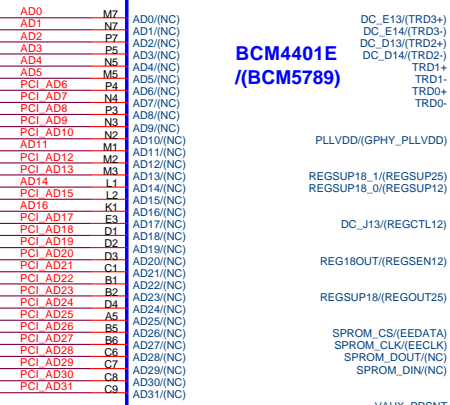 AD0 M7 AD0/(NC) DC_E13/(TRD3+)
AD1 N7 AD1/(NC) DC_E14/(TRD3-)
AD2 P7 AD2/(NC) DC_D13/(TRD2+)
AD3 P5 AD3/(NC) DC_D14/(TRD2-)
AD4 N5 AD4/(NC) TRD1+
AD5 M5 AD5/(NC) TRD1-
PCI_AD6 P4 AD6/(NC) TRD0+
PCI_AD7 N4 AD7/(NC) TRD0-
BCM4401E
/(BCM5789)
PCI_AD8 P3 AD8/(NC)
PCI_AD9 N3 AD9/(NC)
PCI_AD10 N2 AD10/(NC) PLLVDD/(GPHY_PLLVDD)
AD11 M1 AD11/(NC)
PCI_AD12 M2 AD12/(NC)
PCI_AD13 M3 AD13/(NC) REGSUP18_1/(REGSUP25)
AD14 L1 AD14/(NC) REGSUP18_0/(REGSUP12)
PCI_AD15 L2 AD15/(NC)
AD16 K1 AD16/(NC)
PCI_AD17 E3 AD17/(NC) DC_J13/(REGCTL12)
PCI_AD18 D1 AD18/(NC)
PCI_AD19 D2 AD19/(NC)
PCI_AD20 D3 AD20/(NC) REG18OUT/(REGSEN12)
PCI_AD21 C1 AD21/(NC)
PCI_AD22 B1 AD22/(NC)
PCI_AD23 B2 AD23/(NC) REGSUP18/(REGOUT25)
PCI_AD24 D4 AD24/(NC)
PCI_AD25 A5 AD25/(NC)
PCI_AD26 B5 AD26/(NC) SPROM_CS/(EEDATA)
PCI_AD27 B6 AD27/(NC) SPROM_CLK/(EECLK)
PCI_AD28 C6 AD28/(NC) SPROM_DOUT/(NC)
PCI_AD29 C7 AD29/(NC) SPROM_DIN/(NC)
PCI_AD30 C8 AD30/(NC)
PCI_AD31 C9 AD31/(NC)